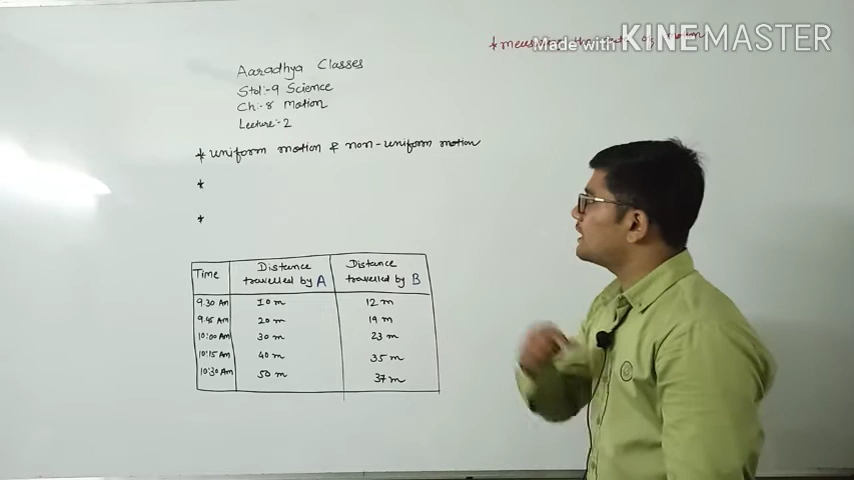 Made with KINEMASTER
Aaradhya Classes
Std:-9 Science
Ch:-8 Motion
Lecture:-2
* uniform motion & non-uniform motion
*
*
Time Distance travelled by A Distance travelled by B
9:30 Am 10 m 12 m
9:45 Am 20 m 19 m
10:00 Am 30 m 23 m
10:15 Am 40 m 35 m
10:30 Am 50 m 37 m